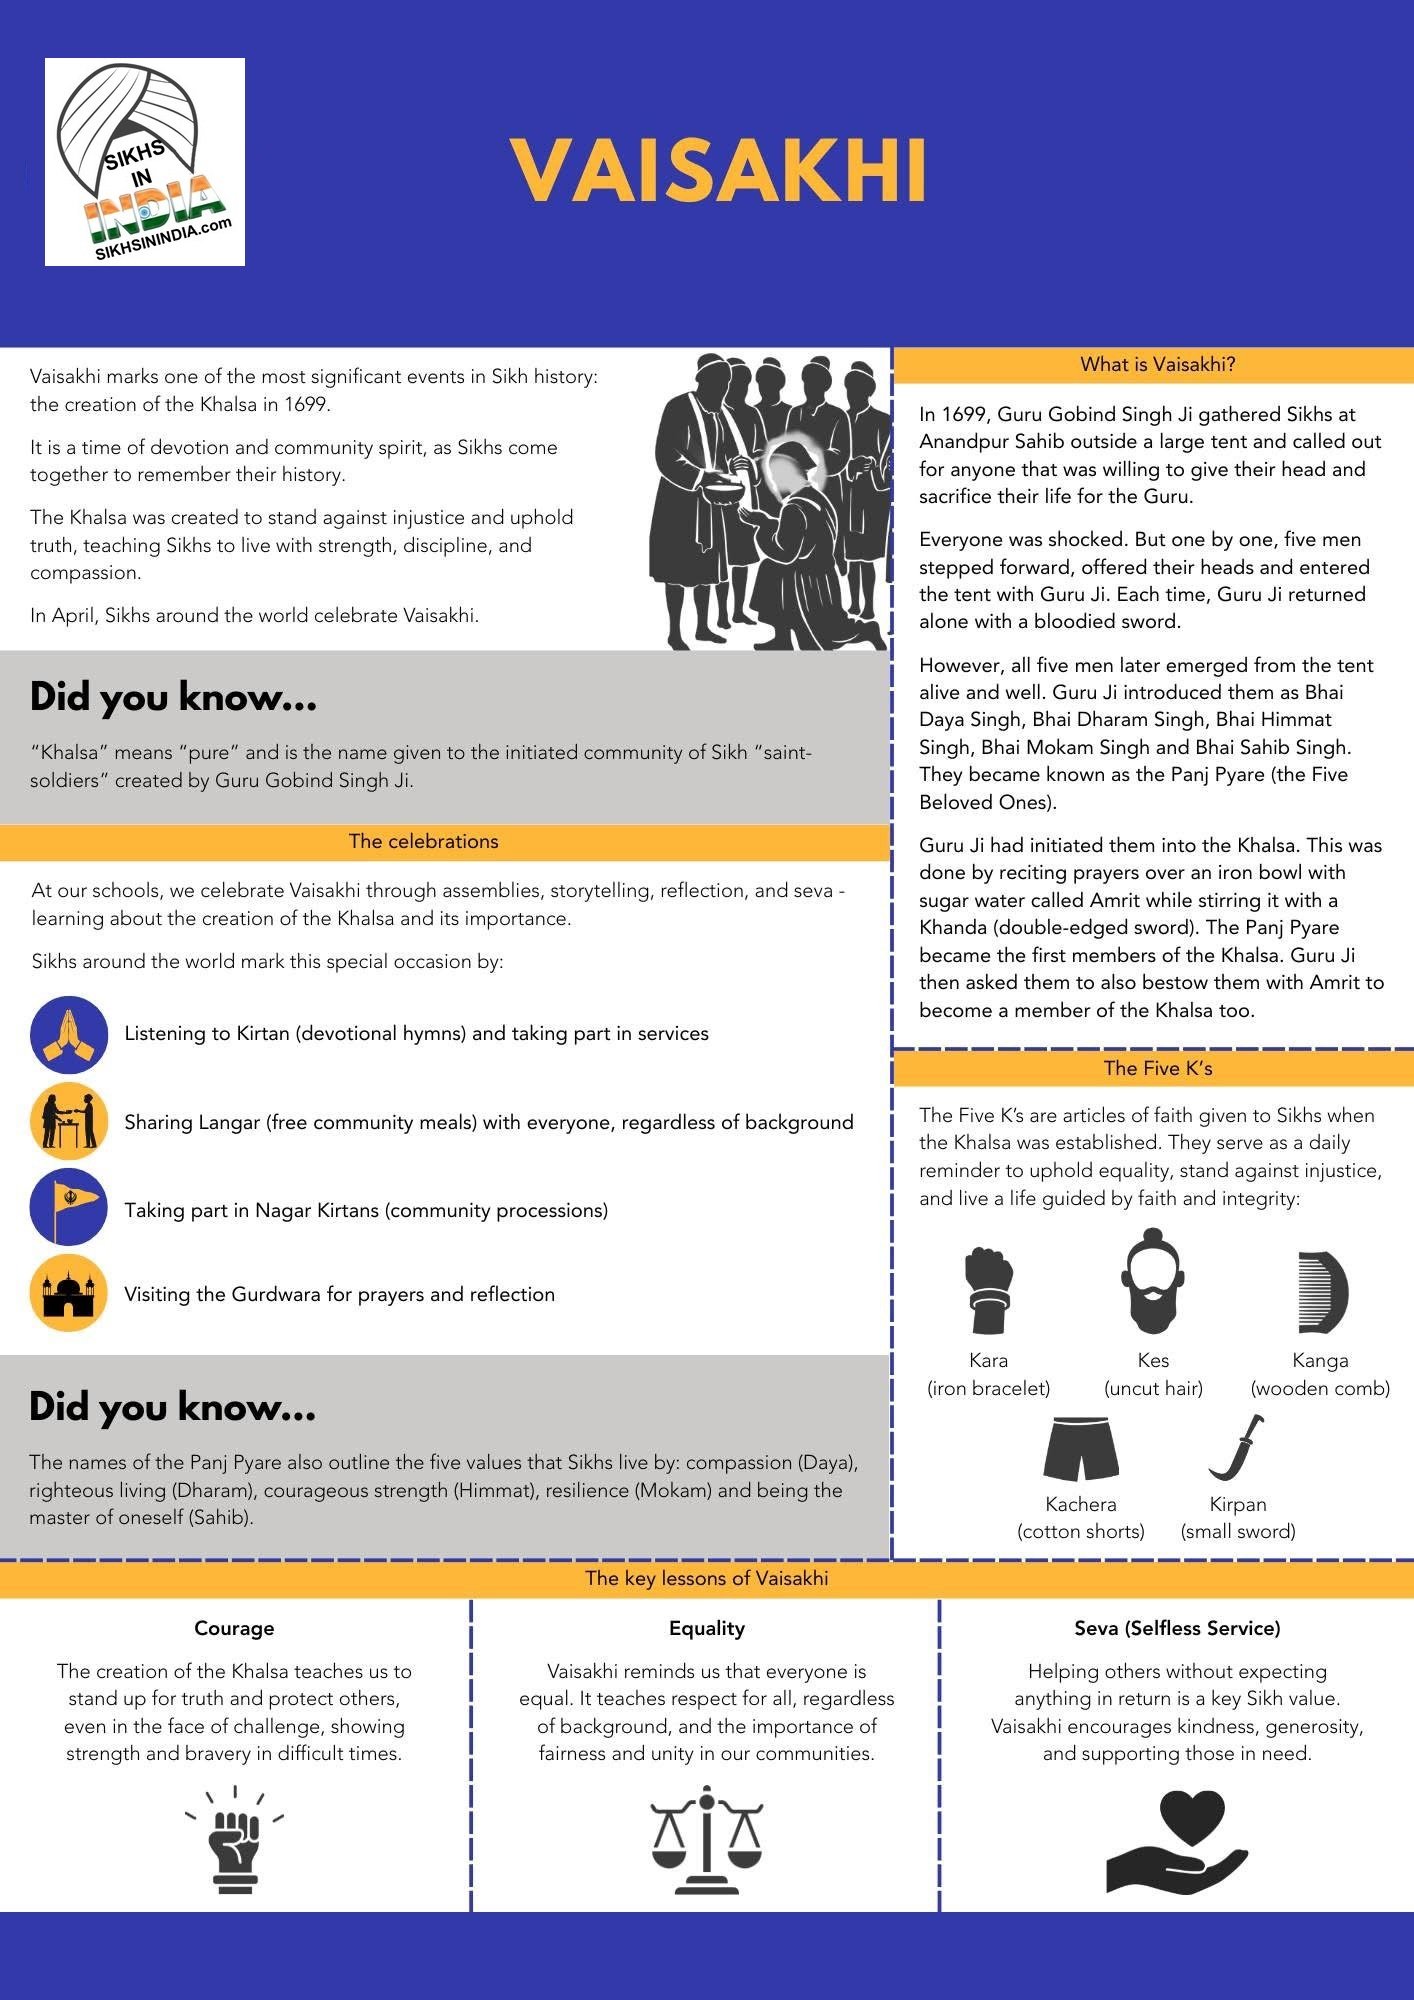 SIKHS
IN
INDIA
SIKHSININDIA.com
VAISAKHI
Vaisakhi marks one of the most significant events in Sikh history:
the creation of the Khalsa in 1699.
It is a time of devotion and community spirit, as Sikhs come
together to remember their history.
The Khalsa was created to stand against injustice and uphold
truth, teaching Sikhs to live with strength, discipline, and
compassion.
In April, Sikhs around the world celebrate Vaisakhi.
Did you know...
“Khalsa” means “pure” and is the name given to the initiated community of Sikh “saint-
soldiers” created by Guru Gobind Singh Ji.
The celebrations
At our schools, we celebrate Vaisakhi through assemblies, storytelling, reflection, and seva -
learning about the creation of the Khalsa and its importance.
Sikhs around the world mark this special occasion by:
Listening to Kirtan (devotional hymns) and taking part in services
Sharing Langar (free community meals) with everyone, regardless of background
Taking part in Nagar Kirtans (community processions)
Visiting the Gurdwara for prayers and reflection
Did you know...
The names of the Panj Pyare also outline the five values that Sikhs live by: compassion (Daya),
righteous living (Dharam), courageous strength (Himmat), resilience (Mokam) and being the
master of oneself (Sahib).
What is Vaisakhi?
In 1699, Guru Gobind Singh Ji gathered Sikhs at
Anandpur Sahib outside a large tent and called out
for anyone that was willing to give their head and
sacrifice their life for the Guru.
Everyone was shocked. But one by one, five men
stepped forward, offered their heads and entered
the tent with Guru Ji. Each time, Guru Ji returned
alone with a bloodied sword.
However, all five men later emerged from the tent
alive and well. Guru Ji introduced them as Bhai
Daya Singh, Bhai Dharam Singh, Bhai Himmat
Singh, Bhai Mokam Singh and Bhai Sahib Singh.
They became known as the Panj Pyare (the Five
Beloved Ones).
Guru Ji had initiated them into the Khalsa. This was
done by reciting prayers over an iron bowl with
sugar water called Amrit while stirring it with a
Khanda (double-edged sword). The Panj Pyare
became the first members of the Khalsa. Guru Ji
then asked them to also bestow them with Amrit to
become a member of the Khalsa too.
The Five K’s
The Five K’s are articles of faith given to Sikhs when
the Khalsa was established. They serve as a daily
reminder to uphold equality, stand against injustice,
and live a life guided by faith and integrity:
Kara
(iron bracelet)
Kes
(uncut hair)
Kanga
(wooden comb)
Kachera
(cotton shorts)
Kirpan
(small sword)
The key lessons of Vaisakhi
Courage
The creation of the Khalsa teaches us to
stand up for truth and protect others,
even in the face of challenge, showing
strength and bravery in difficult times.
Equality
Vaisakhi reminds us that everyone is
equal. It teaches respect for all, regardless
of background, and the importance of
fairness and unity in our communities.
Seva (Selfless Service)
Helping others without expecting
anything in return is a key Sikh value.
Vaisakhi encourages kindness, generosity,
and supporting those in need.